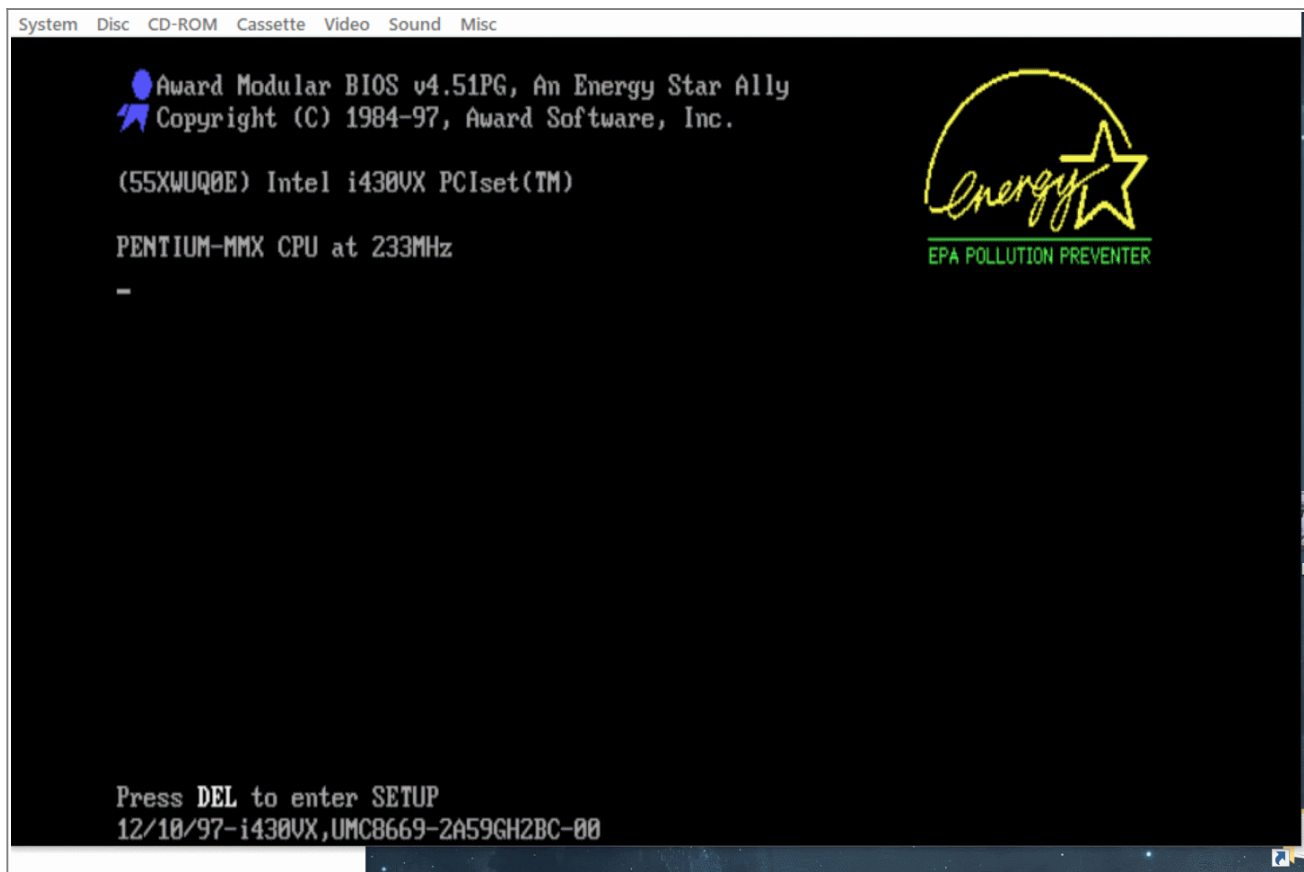 System Disc CD-ROM Cassette Video Sound Misc
Award Modular BIOS v4.51PG, An Energy Star Ally
Copyright (C) 1984-97, Award Software, Inc.
energy
EPA POLLUTION PREVENTER
(55XWUQ0E) Intel i430VX PCIset(TM)
PENTIUM-MMX CPU at 233MHz
Press DEL to enter SETUP
12/10/97-i430VX,UMC8669-2A59GH2BC-00